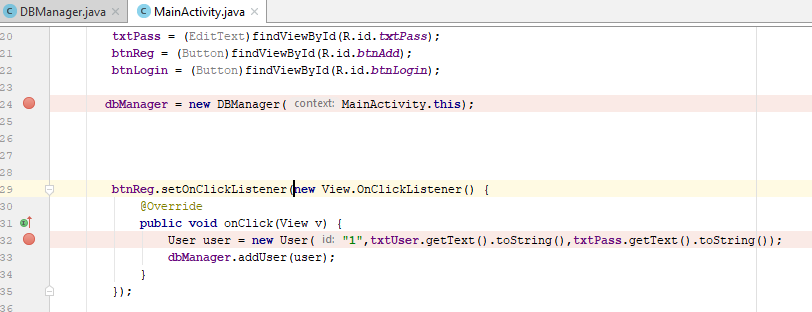 DBManager.java × MainActivity.java ×
20 txtPass = (EditText)findViewById(R.id.txtPass);
21 btnReg = (Button)findViewById(R.id.btnAdd);
22 btnLogin = (Button)findViewById(R.id.btnLogin);
23
24 dbManager = new DBManager( context: MainActivity.this);
25
26
27
28
29 btnReg.setOnClickListener(new View.OnClickListener() {
30 @Override
31 public void onClick(View v) {
32 User user = new User( id: "1",txtUser.getText().toString(),txtPass.getText().toString());
33 dbManager.addUser(user);
34 }
35 });
36